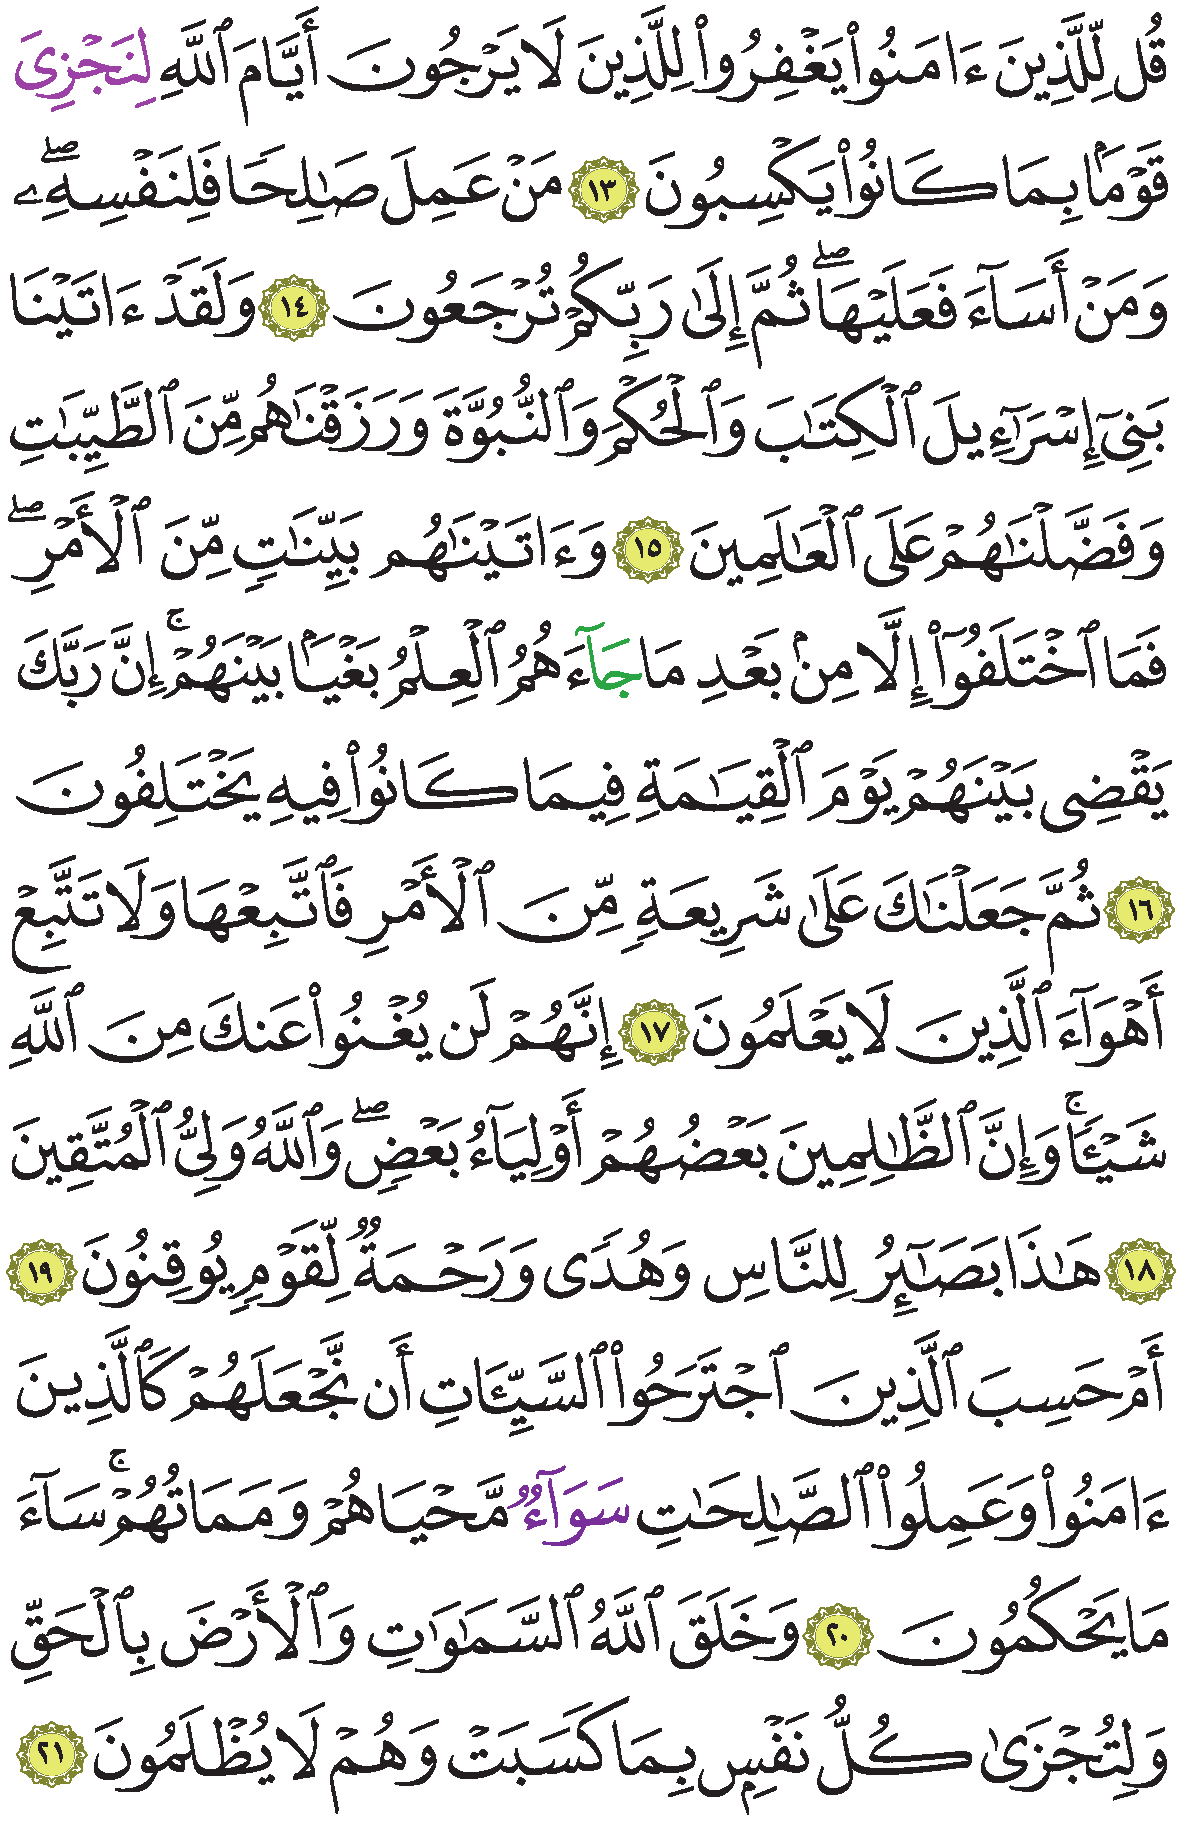 قُل لِّلَّذِينَ ءَامَنُوا۟ يَغْفِرُوا۟ لِلَّذِينَ لَا يَرْجُونَ أَيَّامَ ٱللَّهِ لِنَجْزِىَ
قَوْمَۢا بِمَا كَانُوا۟ يَكْسِبُونَ ١٣ مَنْ عَمِلَ صَٰلِحًا فَلِنَفْسِهِۦۖ
وَمَنْ أَسَآءَ فَعَلَيْهَاۖ ثُمَّ إِلَىٰ رَبِّكُمْ تُرْجَعُونَ ١٤ وَلَقَدْ ءَاتَيْنَا
بَنِىٓ إِسْرَٰٓءِيلَ ٱلْكِتَٰبَ وَٱلْحُكْمَ وَٱلنُّبُوَّةَ وَرَزَقْنَٰهُم مِّنَ ٱلطَّيِّبَٰتِ
وَفَضَّلْنَٰهُمْ عَلَى ٱلْعَٰلَمِينَ ١٥ وَءَاتَيْنَٰهُم بَيِّنَٰتٍ مِّنَ ٱلْأَمْرِۖ
فَمَا ٱخْتَلَفُوٓا۟ إِلَّا مِنۢ بَعْدِ مَا جَآءَهُمُ ٱلْعِلْمُ بَغْيَۢا بَيْنَهُمْۚ إِنَّ رَبَّكَ
يَقْضِى بَيْنَهُمْ يَوْمَ ٱلْقِيَٰمَةِ فِيمَا كَانُوا۟ فِيهِ يَخْتَلِفُونَ
١٦ ثُمَّ جَعَلْنَٰكَ عَلَىٰ شَرِيعَةٍ مِّنَ ٱلْأَمْرِ فَٱتَّبِعْهَا وَلَا تَتَّبِعْ
أَهْوَآءَ ٱلَّذِينَ لَا يَعْلَمُونَ ١٧ إِنَّهُمْ لَن يُغْنُوا۟ عَنكَ مِنَ ٱللَّهِ
شَيْـًٔاۚ وَإِنَّ ٱلظَّٰلِمِينَ بَعْضُهُمْ أَوْلِيَآءُ بَعْضٍۖ وَٱللَّهُ وَلِىُّ ٱلْمُتَّقِينَ
١٨ هَٰذَا بَصَٰٓئِرُ لِلنَّاسِ وَهُدًى وَرَحْمَةٌ لِّقَوْمٍ يُوقِنُونَ ١٩
أَمْ حَسِبَ ٱلَّذِينَ ٱجْتَرَحُوا۟ ٱلسَّيِّـَٔاتِ أَن نَّجْعَلَهُمْ كَٱلَّذِينَ
ءَامَنُوا۟ وَعَمِلُوا۟ ٱلصَّٰلِحَٰتِ سَوَآءٌ مَّحْيَاهُمْ وَمَمَاتُهُمْۚ سَآءَ
مَا يَحْكُمُونَ ٢٠ وَخَلَقَ ٱللَّهُ ٱلسَّمَٰوَٰتِ وَٱلْأَرْضَ بِٱلْحَقِّ
وَلِتُجْزَىٰ كُلُّ نَفْسٍۭ بِمَا كَسَبَتْ وَهُمْ لَا يُظْلَمُونَ ٢١